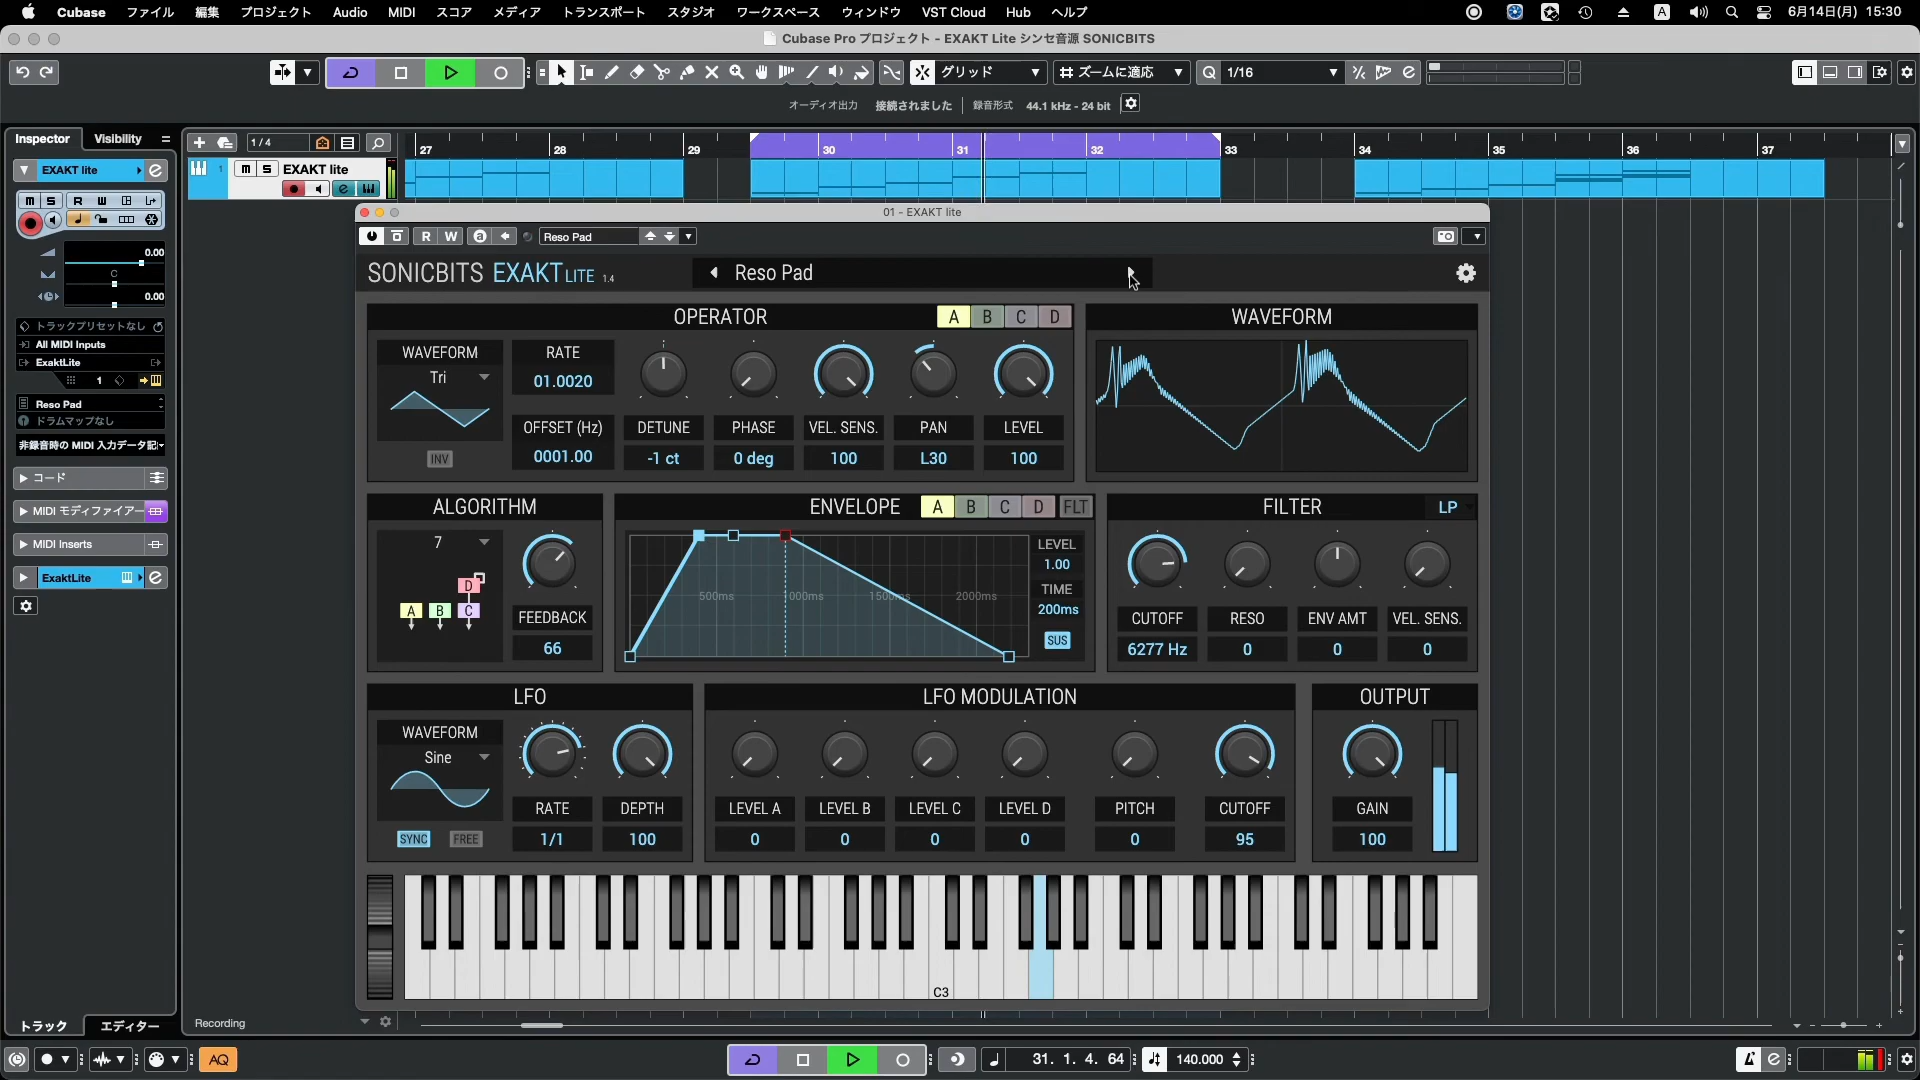 Cubase ファイル 編集 プロジェクト Audio MIDI スコア メディア トランスポート スタジオ ワークスペース ウィンドウ VST Cloud Hub ヘルプ A 6月14日(月) 15:30
Cubase Pro プロジェクト - EXAKT Lite シンセ音源 SONICBITS
グリッド ズームに適応 Q 1/16
オーディオ出力 接続されました 録音形式 44.1 kHz - 24 bit
Inspector Visibility
1/4
27 28 29 30 31 32 33 34 35 36 37
EXAKT lite
1 m S EXAKT lite
m S R W
0.00
C
0.00
トラックプリセットなし
All MIDI Inputs
ExaktLite
1
Reso Pad
ドラムマップなし
非録音時の MIDI 入力データ記
コード
MIDI モディファイアー
MIDI Inserts
ExaktLite
01 - EXAKT lite
R W a Reso Pad
SONICBITS EXAKT LITE 1.4
Reso Pad
OPERATOR A B C D
WAVEFORM
WAVEFORM
Tri
INV
RATE
01.0020
OFFSET (Hz)
0001.00
DETUNE PHASE VEL. SENS. PAN LEVEL
-1 ct 0 deg 100 L30 100
ALGORITHM
7
D
A B C
FEEDBACK
66
ENVELOPE A B C D FLT
500ms 1000ms 1500ms 2000ms
LEVEL
1.00
TIME
200ms
SUS
FILTER LP
CUTOFF RESO ENV AMT VEL. SENS.
6277 Hz 0 0 0
LFO
WAVEFORM
Sine
SYNC FREE
RATE DEPTH
1/1 100
LFO MODULATION
LEVEL A LEVEL B LEVEL C LEVEL D PITCH CUTOFF
0 0 0 0 0 95
OUTPUT
GAIN
100
C3
トラック エディター
Recording
AQ 31. 1. 4. 64 140.000